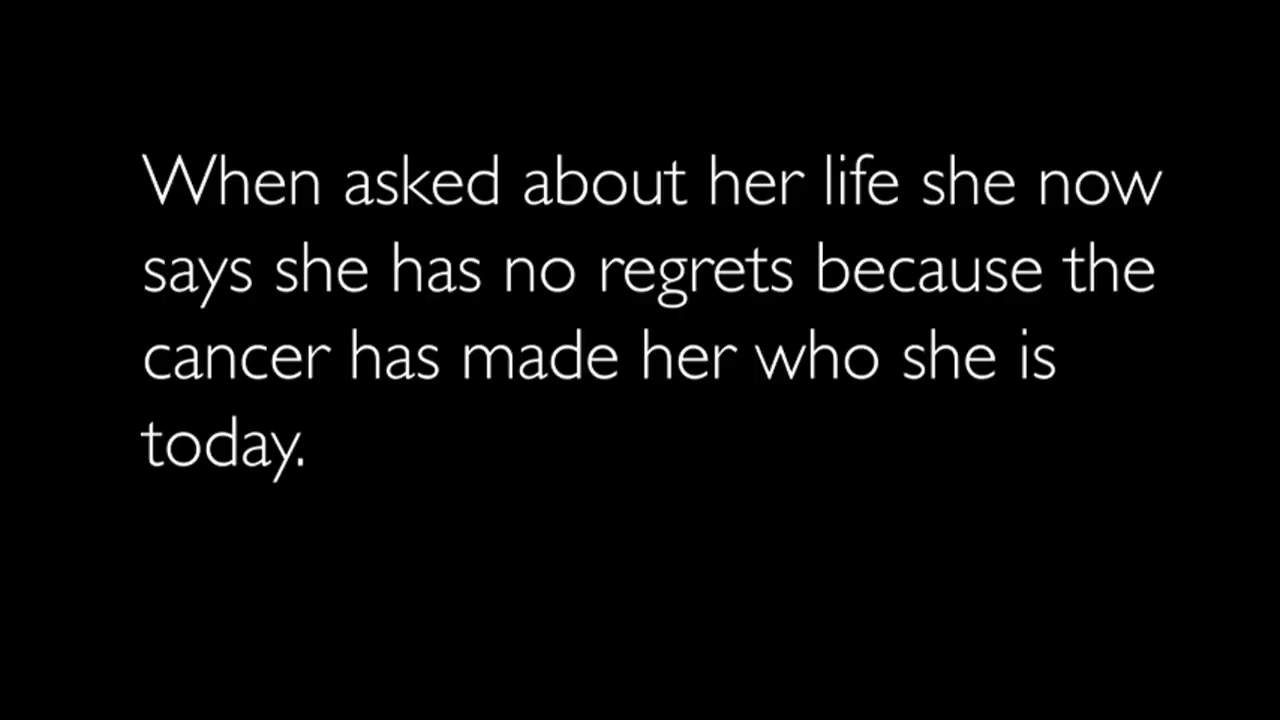 When asked about her life she now
says she has no regrets because the
cancer has made her who she is
today.